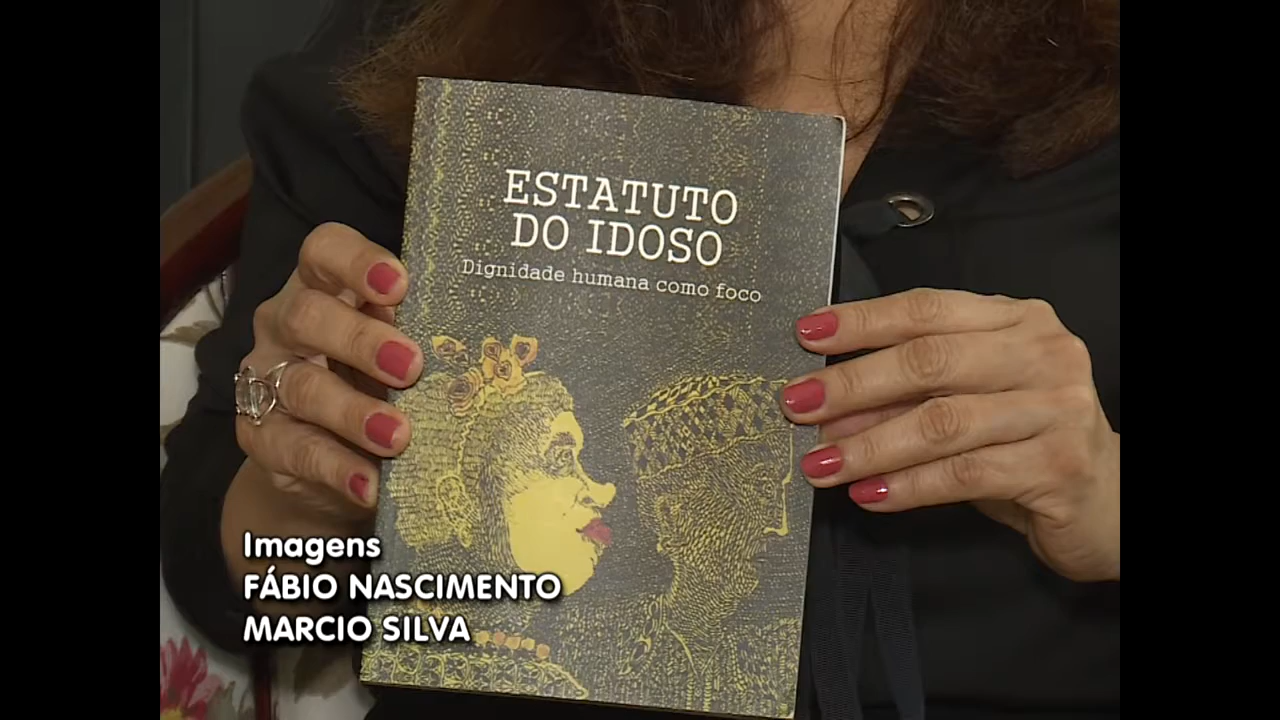 ESTATUTO
DO IDOSO
Dignidade humana como foco
Imagens
FÁBIO NASCIMENTO
MARCIO SILVA